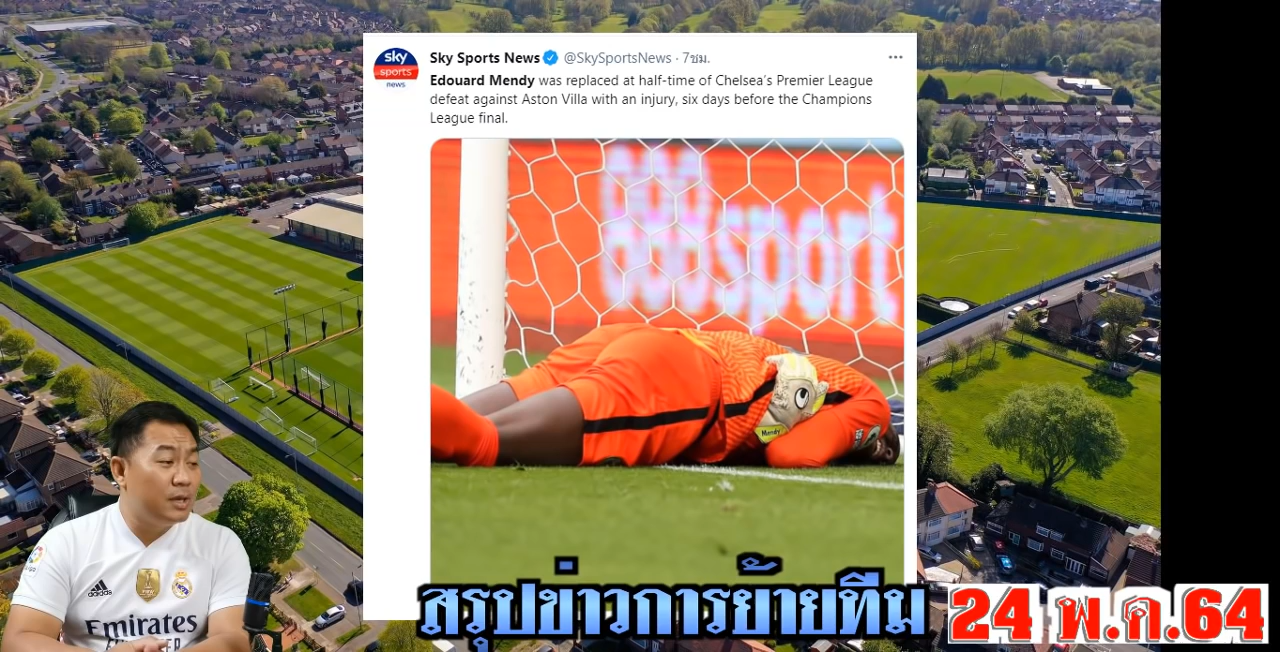 sky
sports
news
Sky Sports News @SkySportsNews · 7ชม.
Edouard Mendy was replaced at half-time of Chelsea's Premier League
defeat against Aston Villa with an injury, six days before the Champions
League final.
sport
Mendy
adidas
Emirates
สรุปข่าวการย้ายทีม 24 พ.ค.64